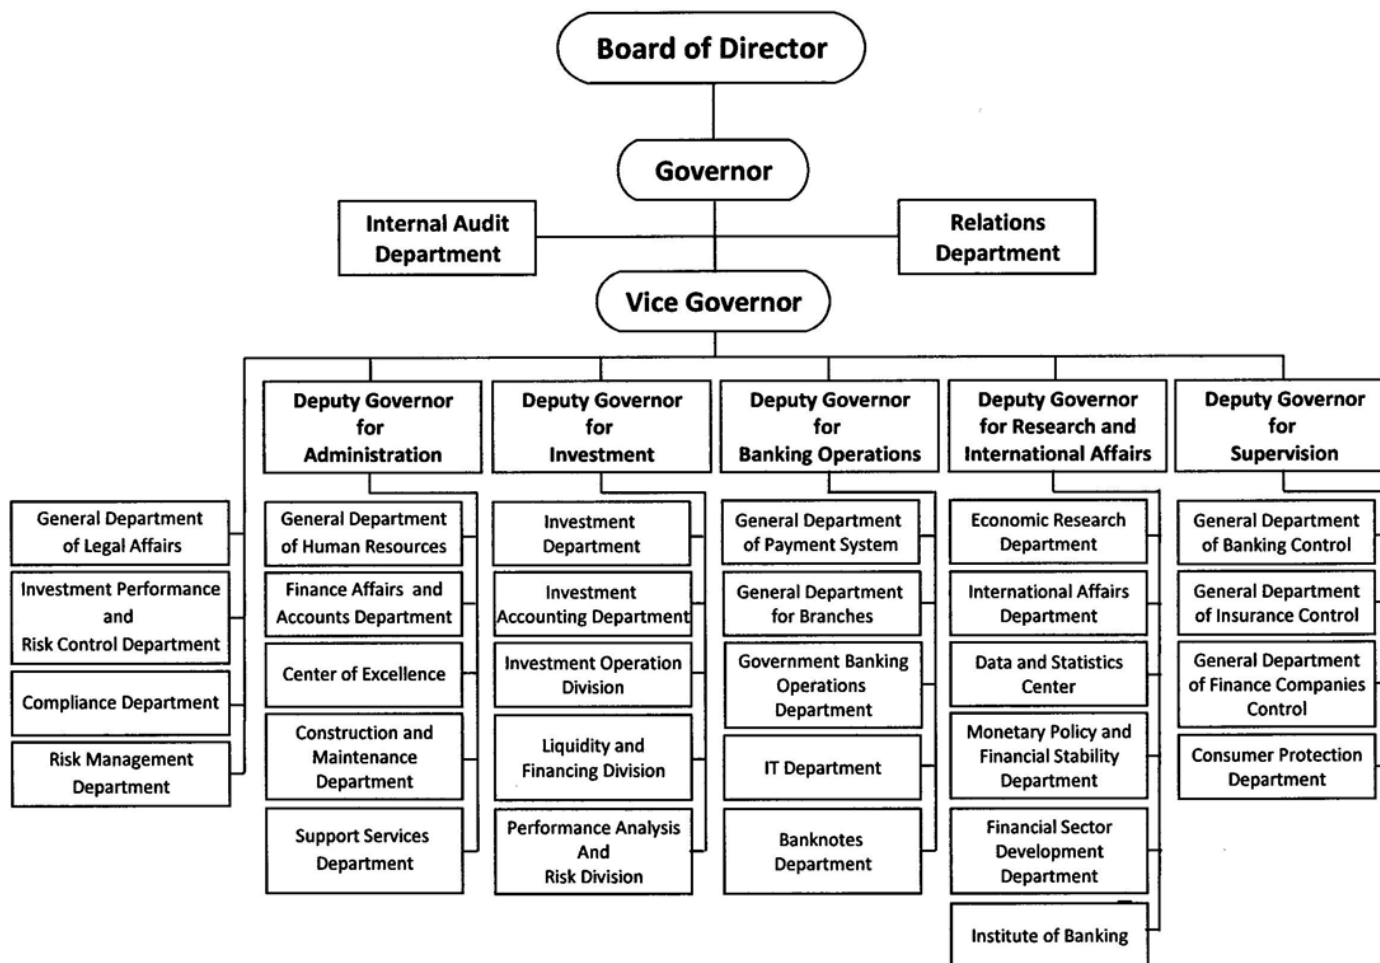 Board of Director
Governor
Internal Audit
Department
Relations
Department
Vice Governor
Deputy Governor
for
Administration
Deputy Governor
for
Investment
Deputy Governor
for
Banking Operations
Deputy Governor
for Research and
International Affairs
Deputy Governor
for
Supervision
General Department
of Legal Affairs
Investment Performance
and
Risk Control Department
Compliance Department
Risk Management
Department
General Department
of Human Resources
Finance Affairs and
Accounts Department
Center of Excellence
Construction and
Maintenance
Department
Support Services
Department
Investment
Department
Investment
Accounting Department
Investment Operation
Division
Liquidity and
Financing Division
Performance Analysis
And
Risk Division
General Department
of Payment System
General Department
for Branches
Government Banking
Operations
Department
IT Department
Banknotes
Department
Economic Research
Department
International Affairs
Department
Data and Statistics
Center
Monetary Policy and
Financial Stability
Department
Financial Sector
Development
Department
Institute of Banking
General Department
of Banking Control
General Department
of Insurance Control
General Department
of Finance Companies
Control
Consumer Protection
Department